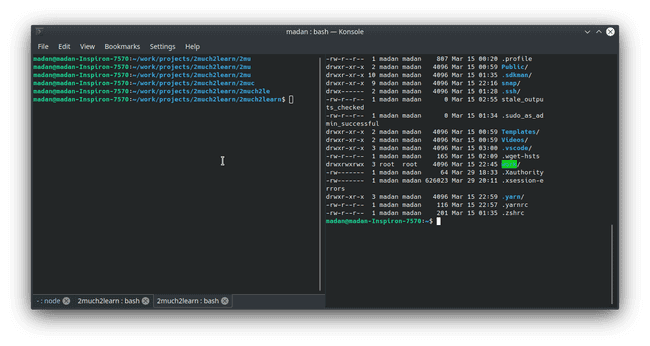 madan : bash — Konsole
File Edit View Bookmarks Settings Help
madan@madan-Inspiron-7570:~/work/projects/2much2learn/2mu
madan@madan-Inspiron-7570:~/work/projects/2much2learn/2mu
madan@madan-Inspiron-7570:~/work/projects/2much2learn/2mu
madan@madan-Inspiron-7570:~/work/projects/2much2learn/2muc
madan@madan-Inspiron-7570:~/work/projects/2much2learn/2much2le
madan@madan-Inspiron-7570:~/work/projects/2much2learn/2much2learn$
- : node
2much2learn : bash
2much2learn : bash
-rw-r--r-- 1 madan madan 807 Mar 15 00:20 .profile
drwxr-xr-x 2 madan madan 4096 Mar 15 00:59 Public/
drwxr-xr-x 10 madan madan 4096 Mar 15 01:35 .sdkman/
drwxr-xr-x 9 madan madan 4096 Mar 15 22:16 snap/
drwx------ 2 madan madan 4096 Mar 15 01:28 .ssh/
-rw-r--r-- 1 madan madan 0 Mar 15 02:55 stale_outpu
ts_checked
-rw-r--r-- 1 madan madan 0 Mar 15 01:34 .sudo_as_ad
min_successful
drwxr-xr-x 2 madan madan 4096 Mar 15 00:59 Templates/
drwxr-xr-x 2 madan madan 4096 Mar 15 00:59 Videos/
drwxr-xr-x 3 madan madan 4096 Mar 15 03:00 .vscode/
-rw-r--r-- 1 madan madan 165 Mar 15 02:09 .wget-hsts
drwxrwxrwx 3 root root 4096 Mar 15 22:45 /
-rw------- 1 madan madan 64 Mar 29 18:33 .Xauthority
-rw------- 1 madan madan 626023 Mar 29 20:11 .xsession-e
rrors
drwxr-xr-x 3 madan madan 4096 Mar 15 22:59 .yarn/
-rw-r--r-- 1 madan madan 116 Mar 15 22:57 .yarnrc
-rw-r--r-- 1 madan madan 201 Mar 15 01:35 .zshrc
madan@madan-Inspiron-7570:~$